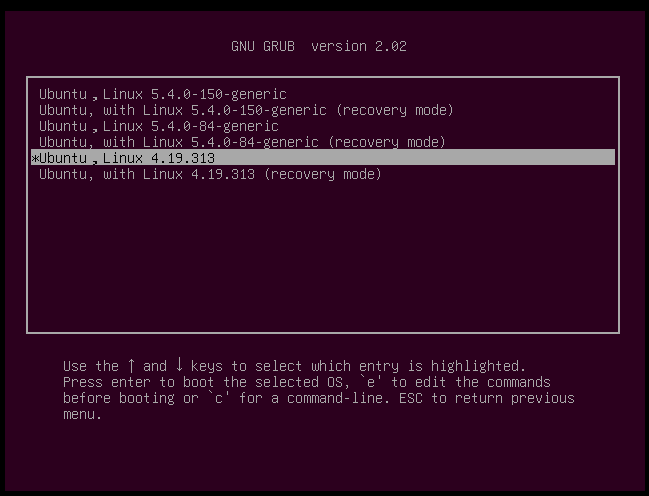 GNU GRUB  version 2.02
Ubuntu , Linux 5.4.0-150-generic
Ubuntu, with Linux 5.4.0-150-generic (recovery mode)
Ubuntu , Linux 5.4.0-84-generic
Ubuntu, with Linux 5.4.0-84-generic (recovery mode)
*Ubuntu , Linux 4.19.313
Ubuntu, with Linux 4.19.313 (recovery mode)
Use the ↑ and ↓ keys to select which entry is highlighted.
Press enter to boot the selected OS, `e' to edit the commands
before booting or `c' for a command-line. ESC to return previous
menu.